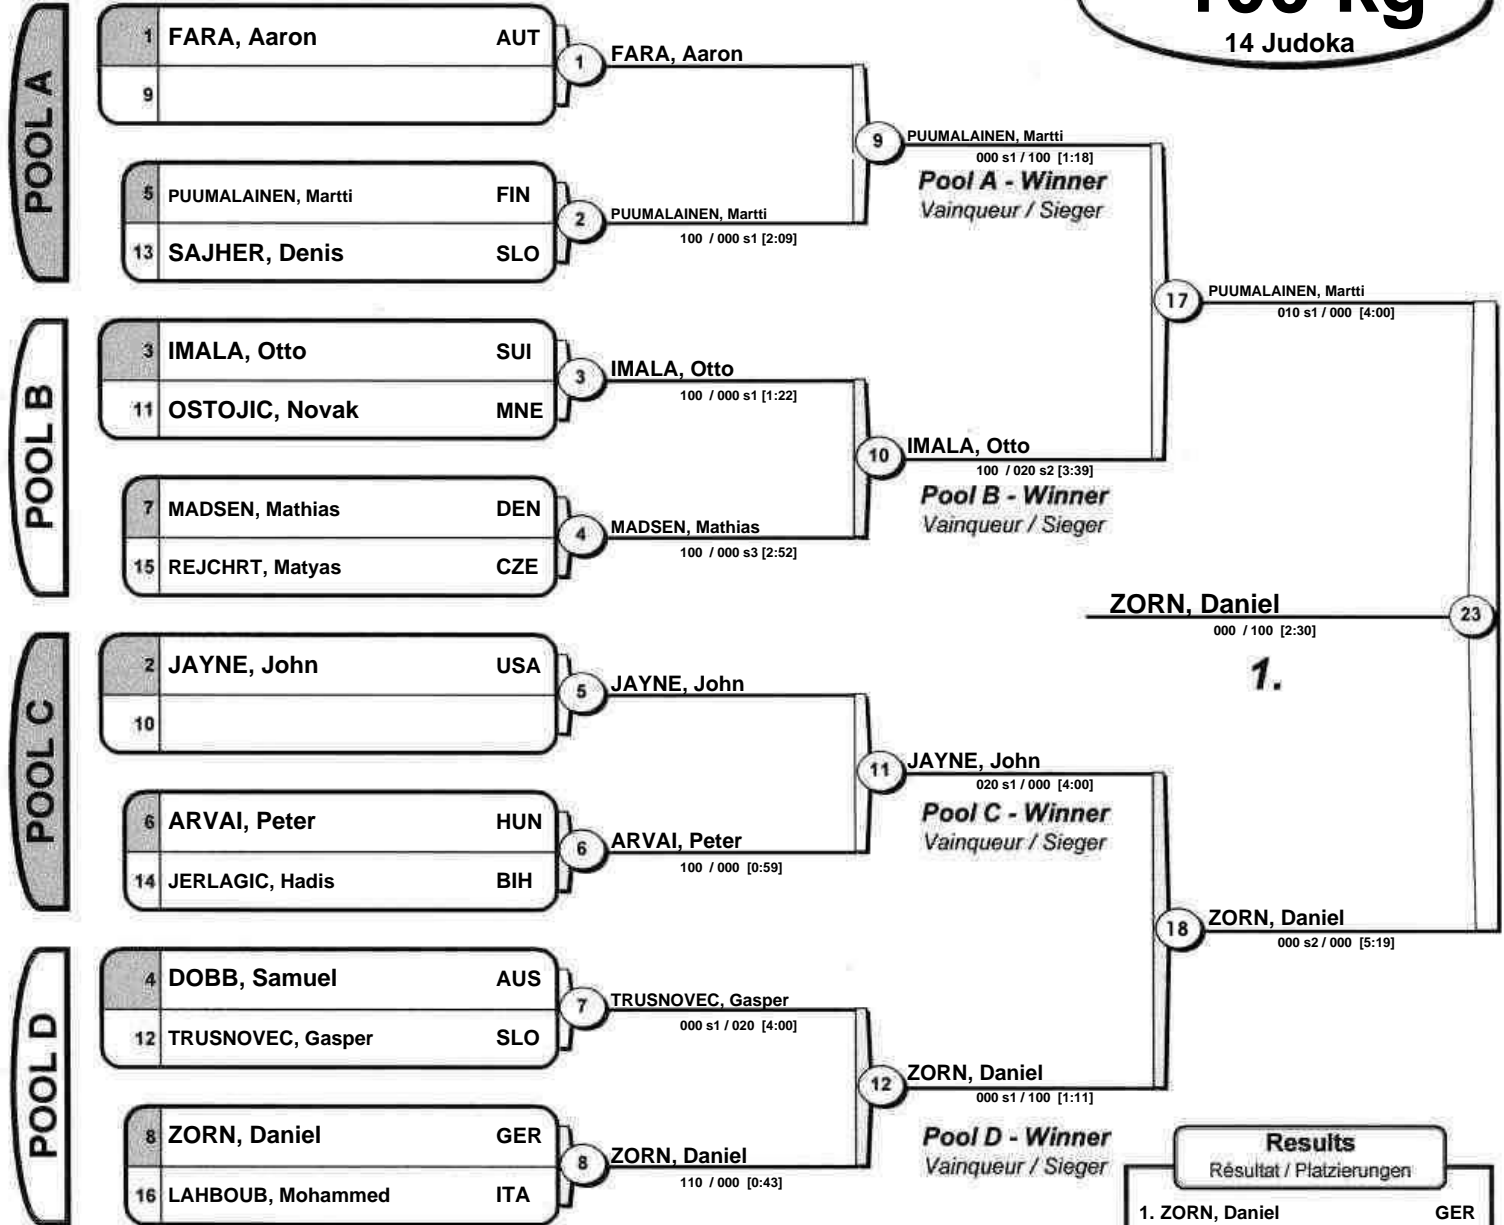 100 kg
14 Judoka
POOL A
1 FARA, Aaron AUT
9
1 FARA, Aaron
5 PUUMALAINEN, Martti FIN
13 SAJHER, Denis SLO
2 PUUMALAINEN, Martti
100 / 000 s1 [2:09]
9 PUUMALAINEN, Martti
000 s1 / 100 [1:18]
Pool A - Winner
Vainqueur / Sieger
POOL B
3 IMALA, Otto SUI
11 OSTOJIC, Novak MNE
3 IMALA, Otto
100 / 000 s1 [1:22]
7 MADSEN, Mathias DEN
15 REJCHRT, Matyas CZE
4 MADSEN, Mathias
100 / 000 s3 [2:52]
10 IMALA, Otto
100 / 020 s2 [3:39]
Pool B - Winner
Vainqueur / Sieger
17 PUUMALAINEN, Martti
010 s1 / 000 [4:00]
ZORN, Daniel 23
000 / 100 [2:30]
1.
POOL C
2 JAYNE, John USA
10
5 JAYNE, John
6 ARVAI, Peter HUN
14 JERLAGIC, Hadis BIH
6 ARVAI, Peter
100 / 000 [0:59]
11 JAYNE, John
020 s1 / 000 [4:00]
Pool C - Winner
Vainqueur / Sieger
POOL D
4 DOBB, Samuel AUS
12 TRUSNOVEC, Gasper SLO
7 TRUSNOVEC, Gasper
000 s1 / 020 [4:00]
8 ZORN, Daniel GER
16 LAHBOUB, Mohammed ITA
8 ZORN, Daniel
110 / 000 [0:43]
12 ZORN, Daniel
000 s1 / 100 [1:11]
Pool D - Winner
Vainqueur / Sieger
18 ZORN, Daniel
000 s2 / 000 [5:19]
Results
Résultat / Platzierungen
1. ZORN, Daniel GER